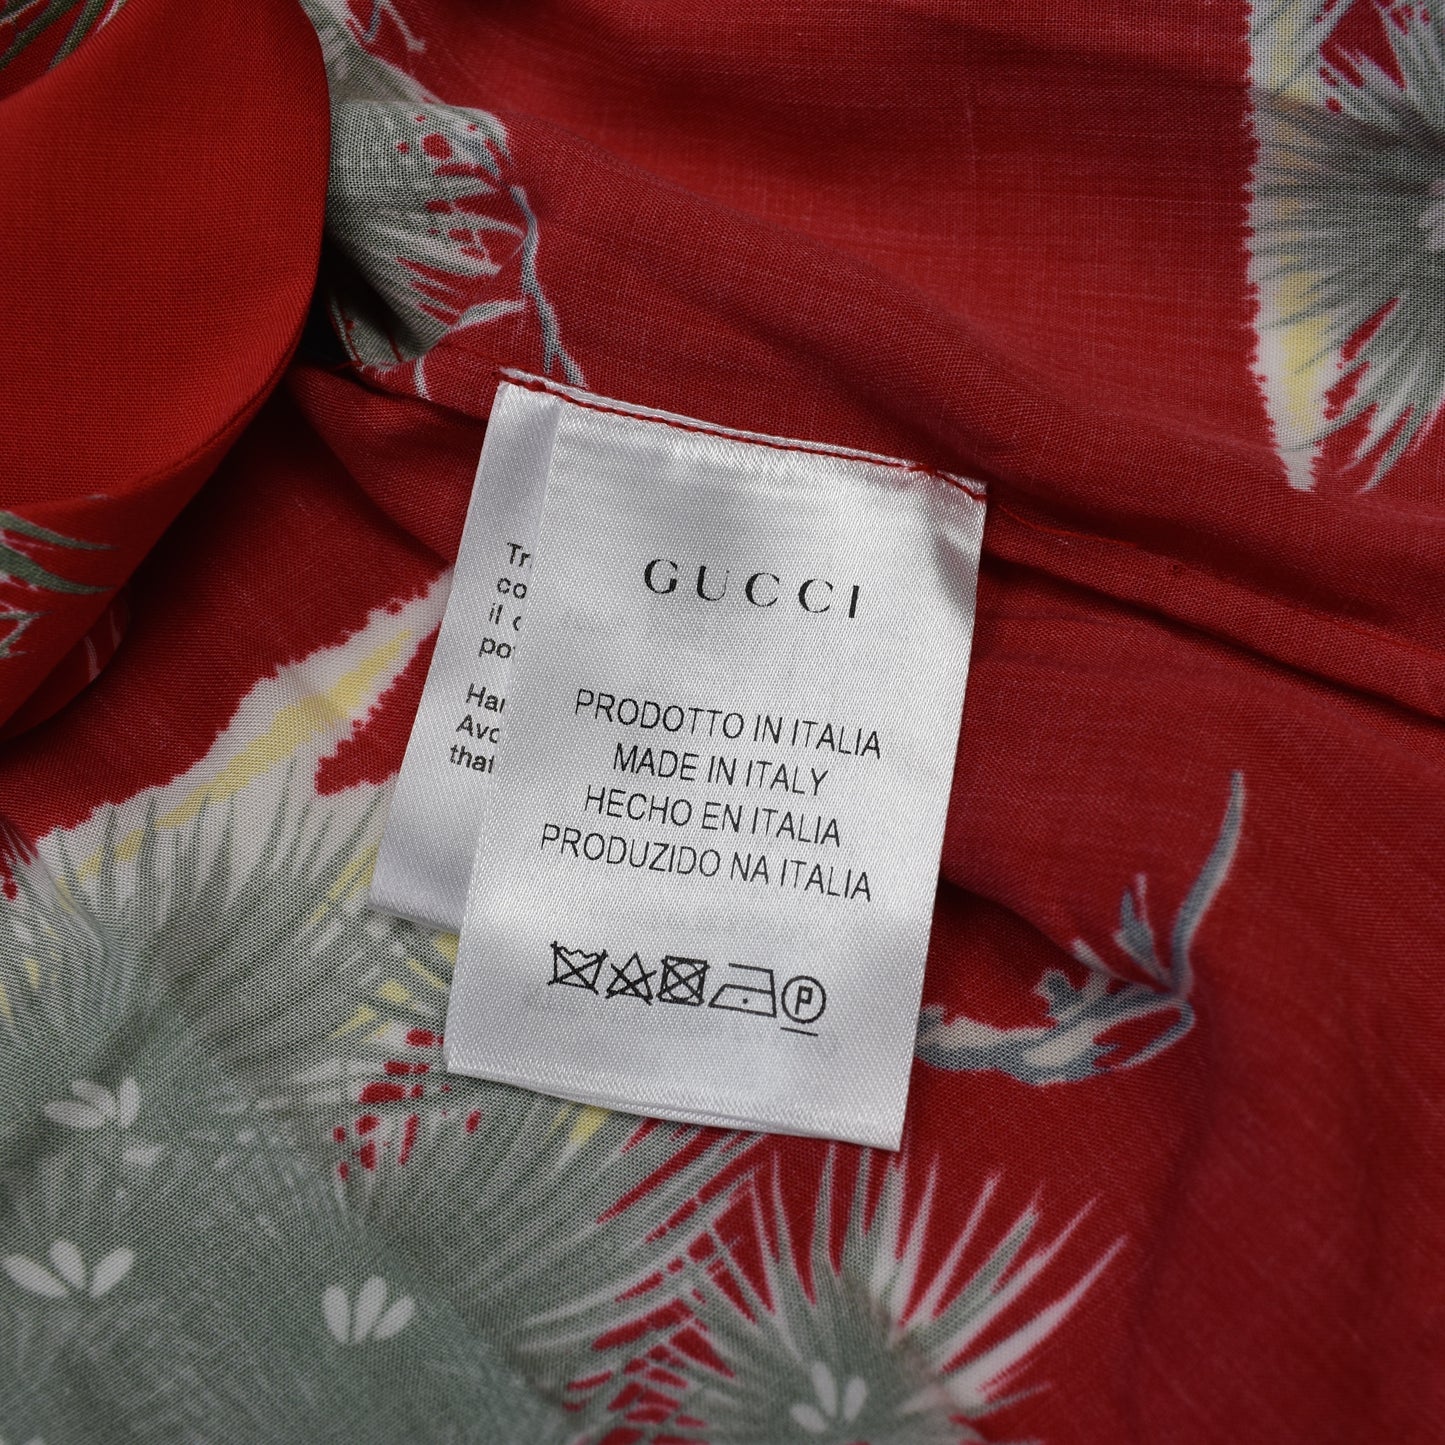 GUCCI
PRODOTTO IN ITALIA
MADE IN ITALY
HECHO EN ITALIA
PRODUZIDO NA ITALIA
P